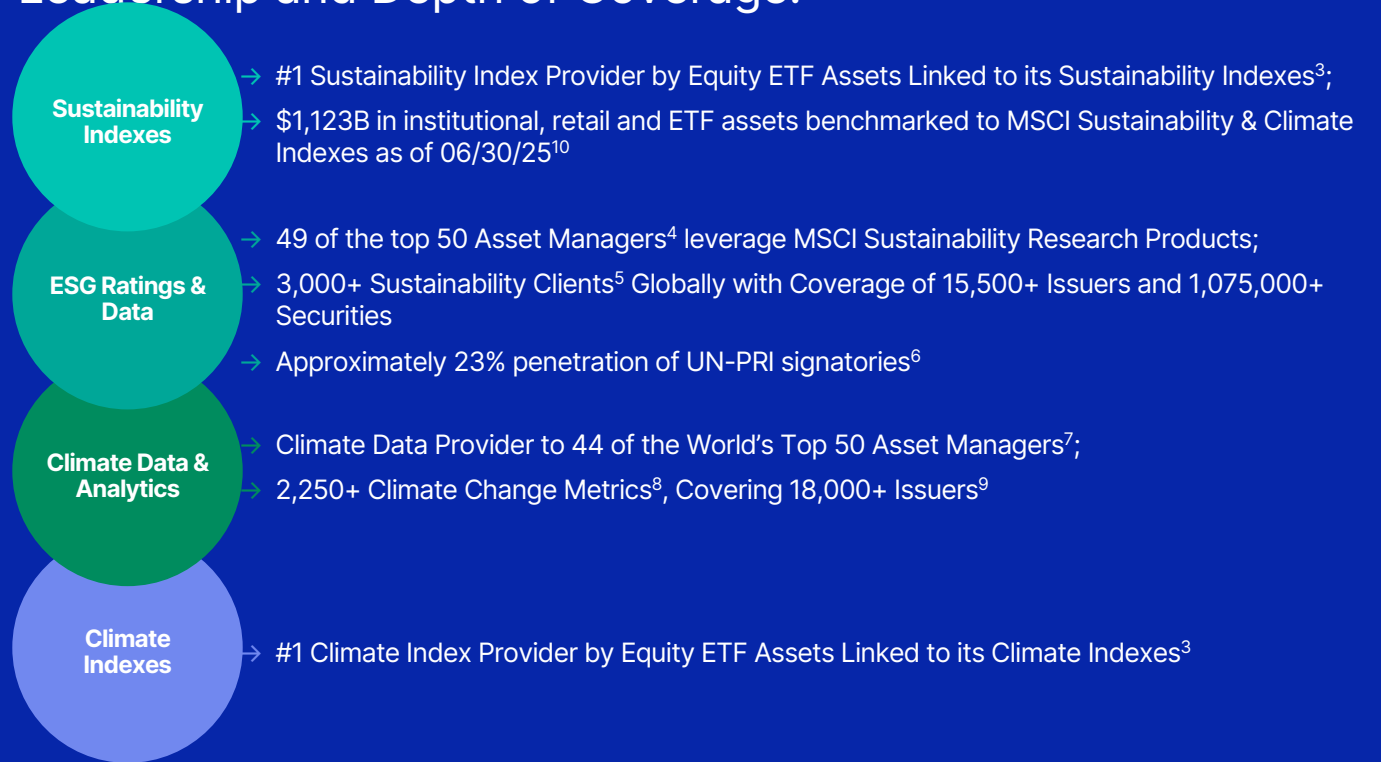 Leadership and Depth of Coverage:
Sustainability
Indexes
→ #1 Sustainability Index Provider by Equity ETF Assets Linked to its Sustainability Indexes³;
→ $1,123B in institutional, retail and ETF assets benchmarked to MSCI Sustainability & Climate
Indexes as of 06/30/25¹⁰
ESG Ratings &
Data
→ 49 of the top 50 Asset Managers⁴ leverage MSCI Sustainability Research Products;
→ 3,000+ Sustainability Clients⁵ Globally with Coverage of 15,500+ Issuers and 1,075,000+
Securities
→ Approximately 23% penetration of UN-PRI signatories⁶
Climate Data &
Analytics
→ Climate Data Provider to 44 of the World’s Top 50 Asset Managers⁷;
→ 2,250+ Climate Change Metrics⁸, Covering 18,000+ Issuers⁹
Climate
Indexes
→ #1 Climate Index Provider by Equity ETF Assets Linked to its Climate Indexes³